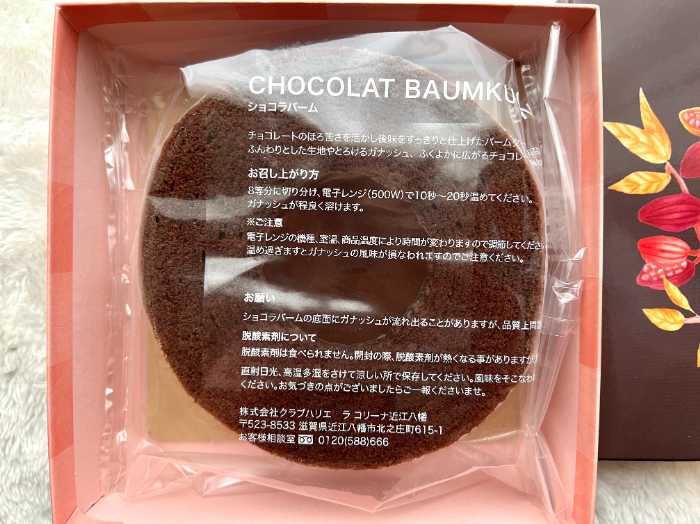 CHOCOLAT BAUMKU
ショコラバーム
チョコレートのほろ苦さを活かし後味をすっきりと仕上げたバームク
ふんわりとした生地やとろけるガナッシュ、ふくよかに広がるチョコレ
お召し上がり方
8等分に切り分け、電子レンジ(500W)で10秒〜20秒温めてください。
ガナッシュが程良く溶けます。
※ご注意
電子レンジの機種、室温、商品温度により時間が変わりますので調節してくださ
温め過ぎますとガナッシュの風味が損なわれますのでご注意ください。
お願い
ショコラバームの底面にガナッシュが流れ出ることがありますが、品質上問題
脱酸素剤について
脱酸素剤は食べられません。開封の際、脱酸素剤が熱くなる事がありますが
直射日光、高温多湿をさけて涼しい所で保存してください。風味をそこなわ
ください。お気づきの点がございましたらご一報くださいませ。
株式会社クラブハリエ ラ コリーナ近江八幡
〒523-8533 滋賀県近江八幡市北之庄町615-1
お客様相談室 0120(588)666